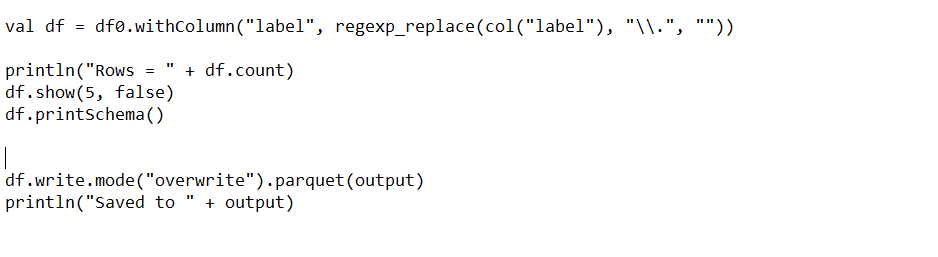 val df = df0.withColumn("label", regexp_replace(col("label"), "\\.", ""))
println("Rows = " + df.count)
df.show(5, false)
df.printSchema()
df.write.mode("overwrite").parquet(output)
println("Saved to " + output)